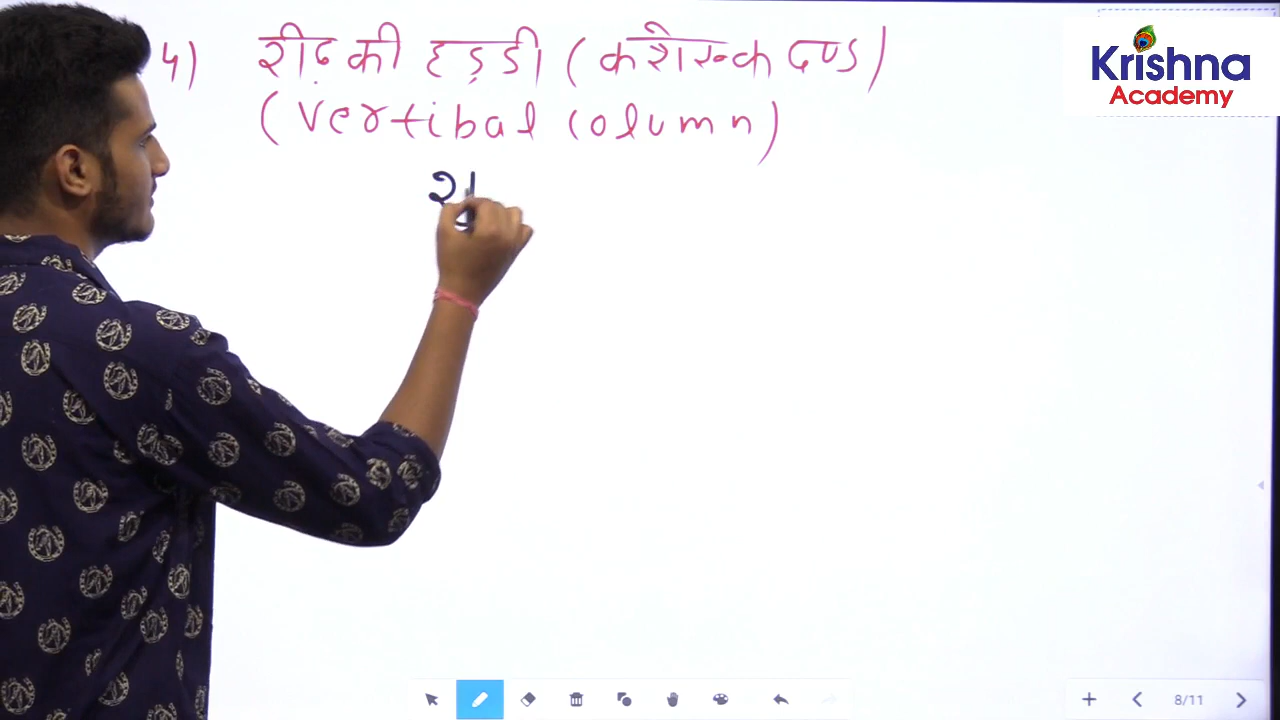 4) रीढ़ की हड़डी (कशेरुक दण्ड)
(Vertibal column)
Krishna
Academy
8/11